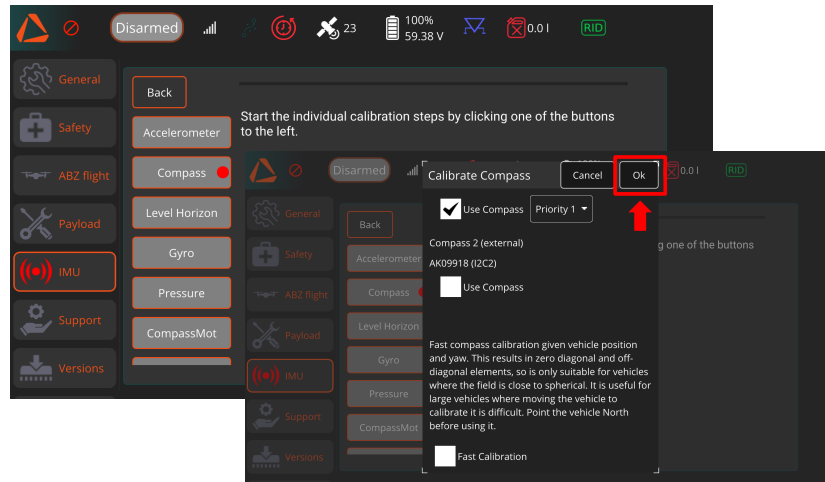 Disarmed
23
100%
59.38 V
0.0 l
RID
General
Safety
ABZ flight
Payload
IMU
Support
Versions
Back
Accelerometer
Compass
Level Horizon
Gyro
Pressure
CompassMot
Start the individual calibration steps by clicking one of the buttons
to the left.
Disarmed
0.0 l
RID
General
Safety
ABZ flight
Payload
IMU
Support
Versions
Back
Accelerometer
Compass
Level Horizon
Gyro
Pressure
CompassMot
g one of the buttons
Calibrate Compass
Cancel
Ok
Use Compass
Priority 1
Compass 2 (external)
AK09918 (I2C2)
Use Compass
Fast compass calibration given vehicle position
and yaw. This results in zero diagonal and off-
diagonal elements, so is only suitable for vehicles
where the field is close to spherical. It is useful for
large vehicles where moving the vehicle to
calibrate it is difficult. Point the vehicle North
before using it.
Fast Calibration